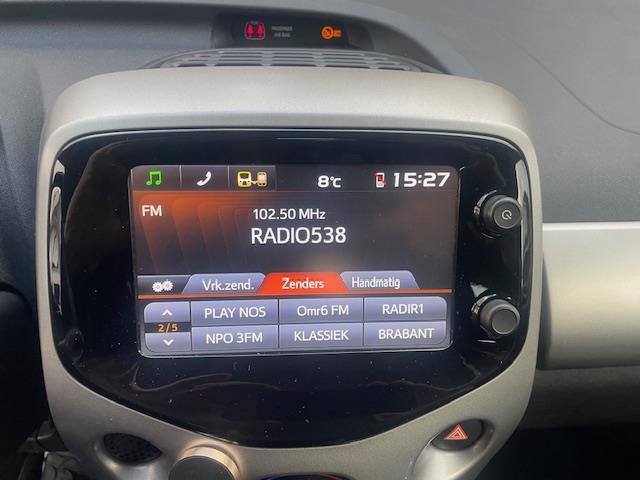 PASSENGER
8°C
15:27
FM
102.50 MHz
RADIO538
Vrk.zend.
Zenders
Handmatig
PLAY NOS
Omr6 FM
RADIR1
2/5
NPO 3FM
KLASSIEK
BRABANT